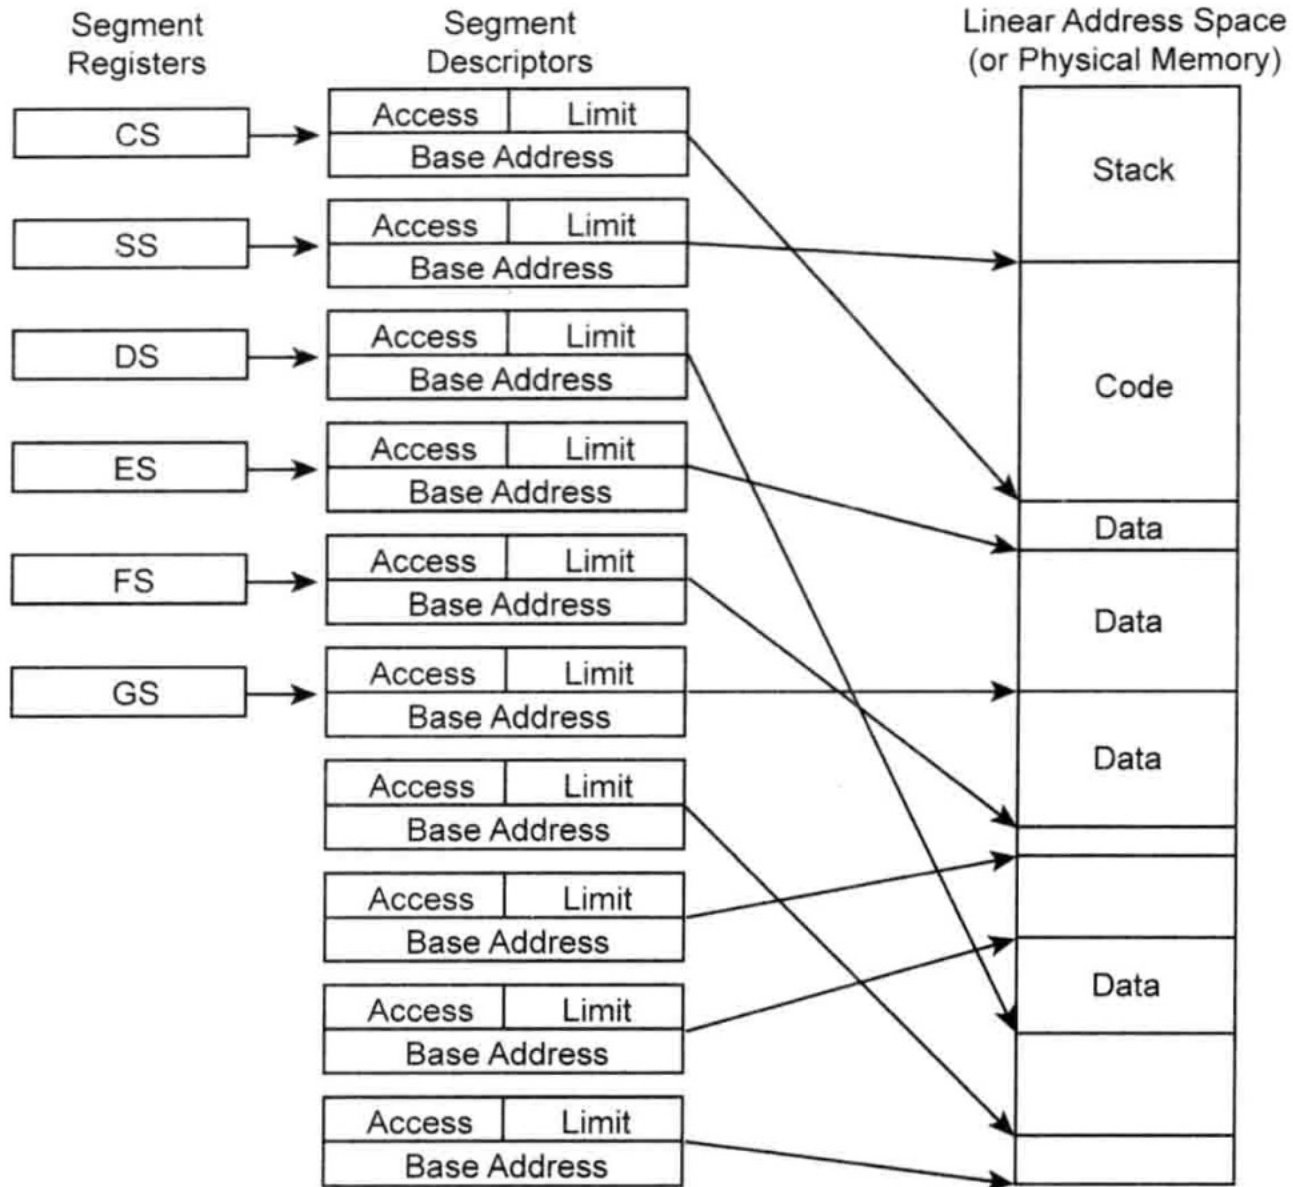 Segment
Registers
Segment
Descriptors
Linear Address Space
(or Physical Memory)
CS
Access Limit
Base Address
Stack
SS
Access Limit
Base Address
DS
Access Limit
Base Address
Code
ES
Access Limit
Base Address
Data
FS
Access Limit
Base Address
Data
GS
Access Limit
Base Address
Data
Access Limit
Base Address
Access Limit
Base Address
Access Limit
Base Address
Data
Access Limit
Base Address